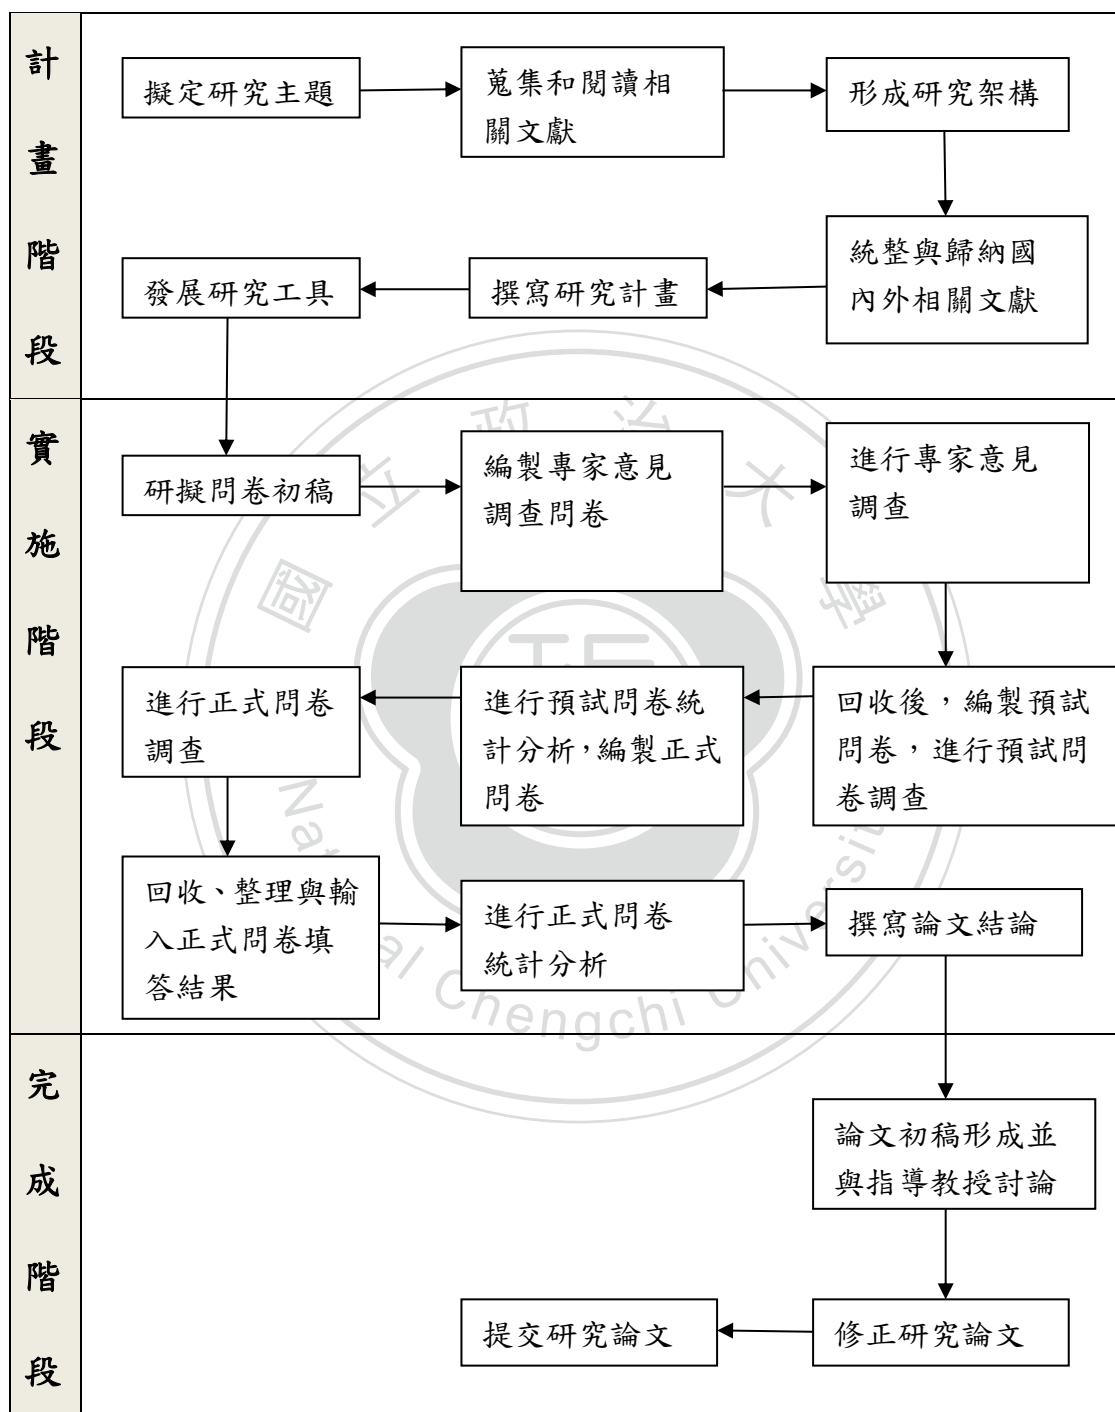 計
畫
階
段
擬定研究主題
蒐集和閱讀相
關文獻
形成研究架構
統整與歸納國
內外相關文獻
撰寫研究計畫
發展研究工具
實
施
階
段
研擬問卷初稿
編製專家意見
調查問卷
進行專家意見
調查
回收後，編製預試
問卷，進行預試問
卷調查
進行預試問卷統
計分析，編製正式
問卷
進行正式問卷
調查
回收、整理與輸
入正式問卷填
答結果
進行正式問卷
統計分析
撰寫論文結論
完
成
階
段
論文初稿形成並
與指導教授討論
修正研究論文
提交研究論文
國立政治大學
National Chengchi University